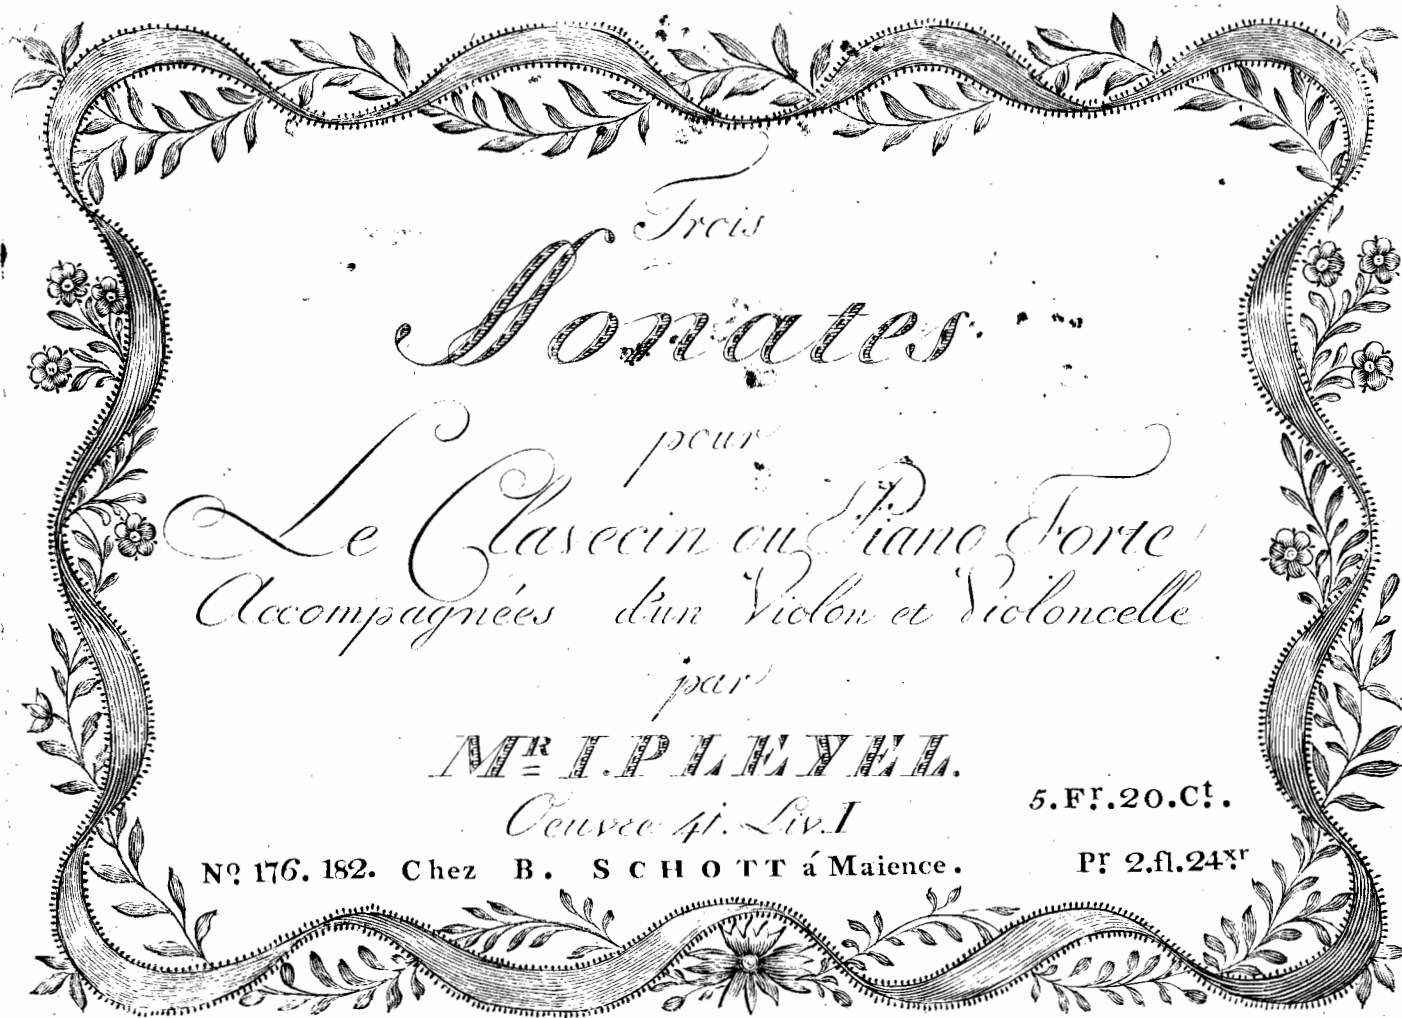 Trois
Sonates
pour
Le Clavecin ou Piano Forte
Accompagnées d'un Violon et Violoncelle
par
Mr. I. PLEYEL.
Oeuvre 41. Liv. I
5. Fr. 20. Ct.
No. 176. 182. Chez B. SCHOTT á Maience.
Pr. 2. fl. 24 xr